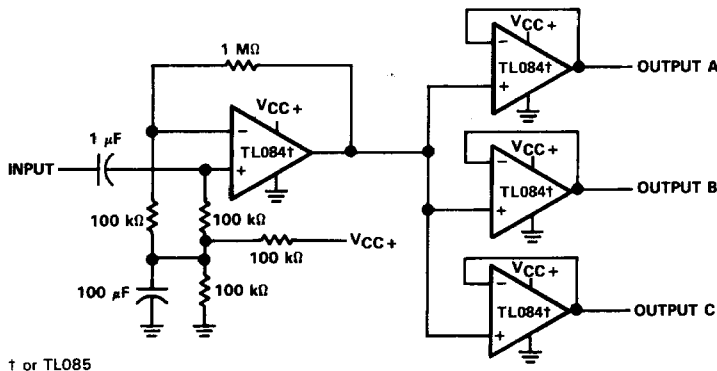 1 MΩ
VCC+
TL084†
1 μF
INPUT
100 kΩ
100 kΩ
100 kΩ
VCC+
100 μF
100 kΩ
VCC+
TL084†
OUTPUT A
VCC+
TL084†
OUTPUT B
VCC+
TL084†
OUTPUT C
† or TL085
− +
− +
− +
− +